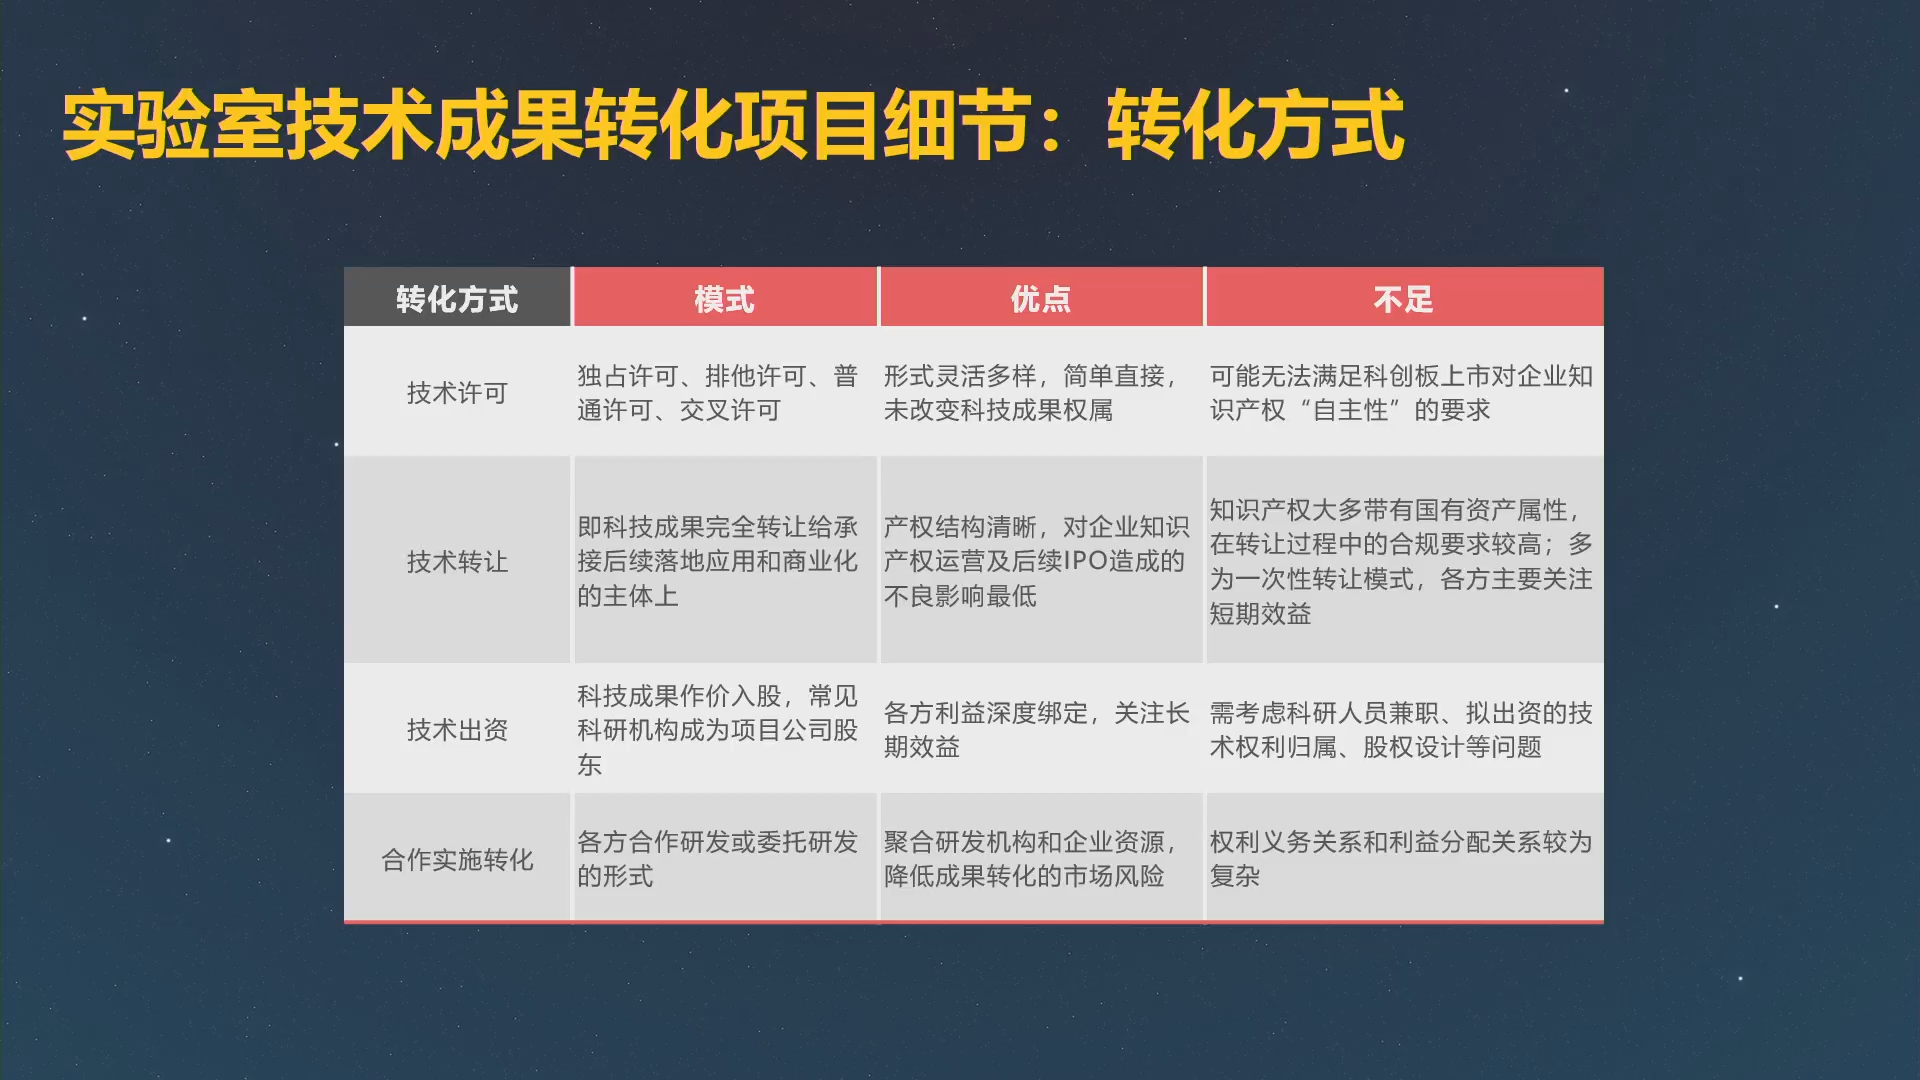 实验室技术成果转化项目细节：转化方式
转化方式
模式
优点
不足
技术许可
独占许可、排他许可、普
通许可、交叉许可
形式灵活多样，简单直接，
未改变科技成果权属
可能无法满足科创板上市对企业知
识产权“自主性”的要求
技术转让
即科技成果完全转让给承
接后续落地应用和商业化
的主体上
产权结构清晰，对企业知识
产权运营及后续IPO造成的
不良影响最低
知识产权大多带有国有资产属性，
在转让过程中的合规要求较高；多
为一次性转让模式，各方主要关注
短期效益
技术出资
科技成果作价入股，常见
科研机构成为项目公司股
东
各方利益深度绑定，关注长
期效益
需考虑科研人员兼职、拟出资的技
术权利归属、股权设计等问题
合作实施转化
各方合作研发或委托研发
的形式
聚合研发机构和企业资源，
降低成果转化的市场风险
权利义务关系和利益分配关系较为
复杂